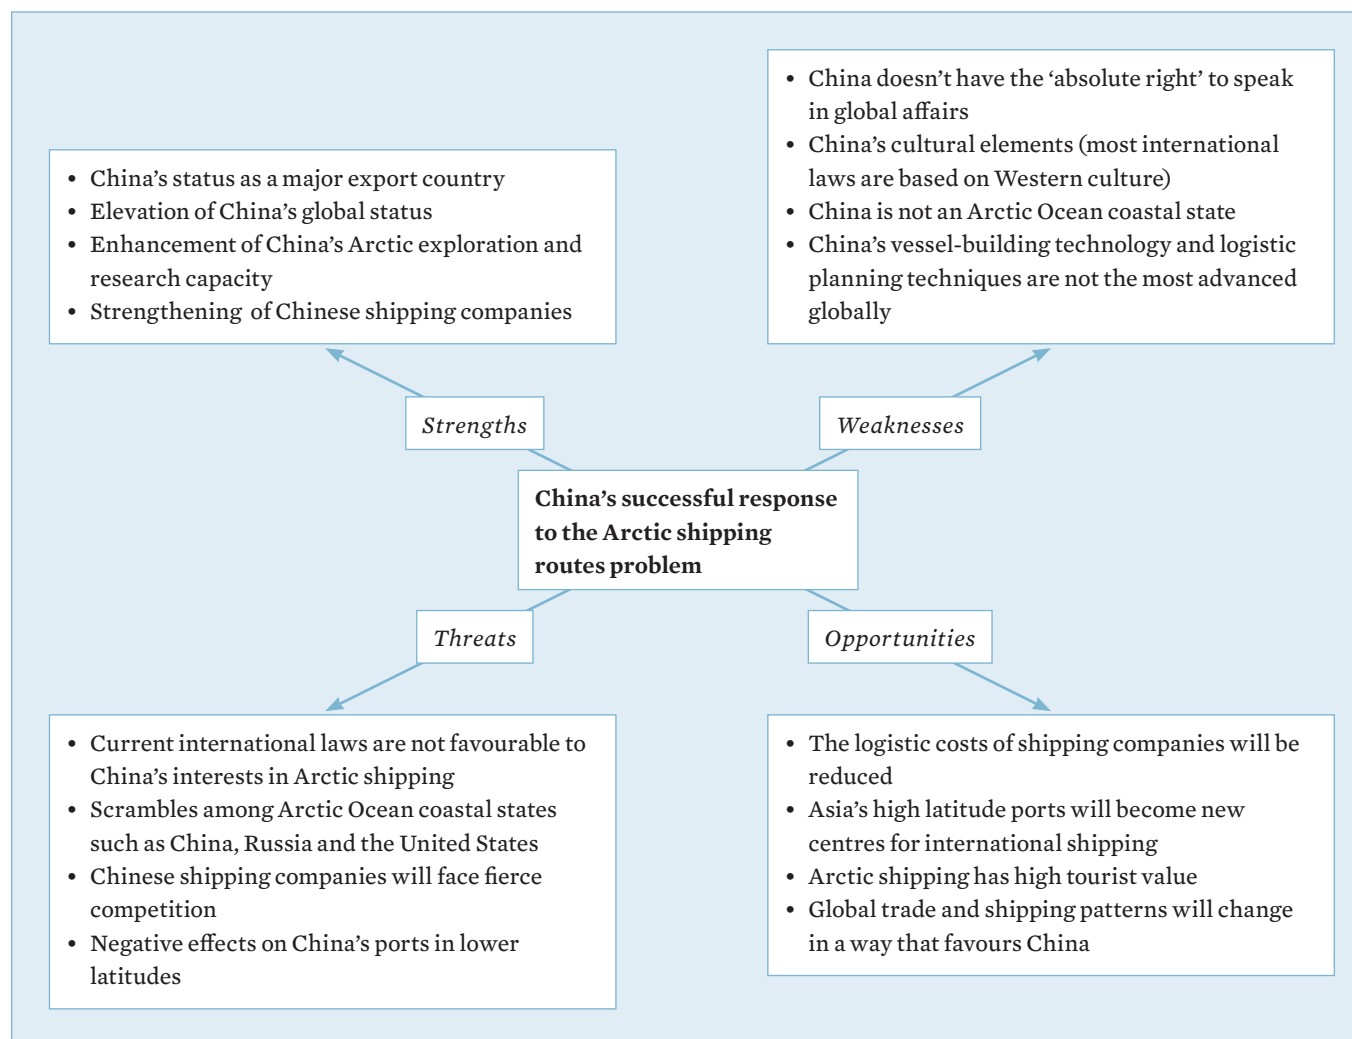 • China’s status as a major export country
• Elevation of China’s global status
• Enhancement of China’s Arctic exploration and
research capacity
• Strengthening of Chinese shipping companies
• China doesn’t have the ‘absolute right’ to speak
in global affairs
• China’s cultural elements (most international
laws are based on Western culture)
• China is not an Arctic Ocean coastal state
• China’s vessel-building technology and logistic
planning techniques are not the most advanced
globally
Strengths
Weaknesses
China’s successful response
to the Arctic shipping
routes problem
Threats
Opportunities
• Current international laws are not favourable to
China’s interests in Arctic shipping
• Scrambles among Arctic Ocean coastal states
such as China, Russia and the United States
• Chinese shipping companies will face fierce
competition
• Negative effects on China’s ports in lower
latitudes
• The logistic costs of shipping companies will be
reduced
• Asia’s high latitude ports will become new
centres for international shipping
• Arctic shipping has high tourist value
• Global trade and shipping patterns will change
in a way that favours China